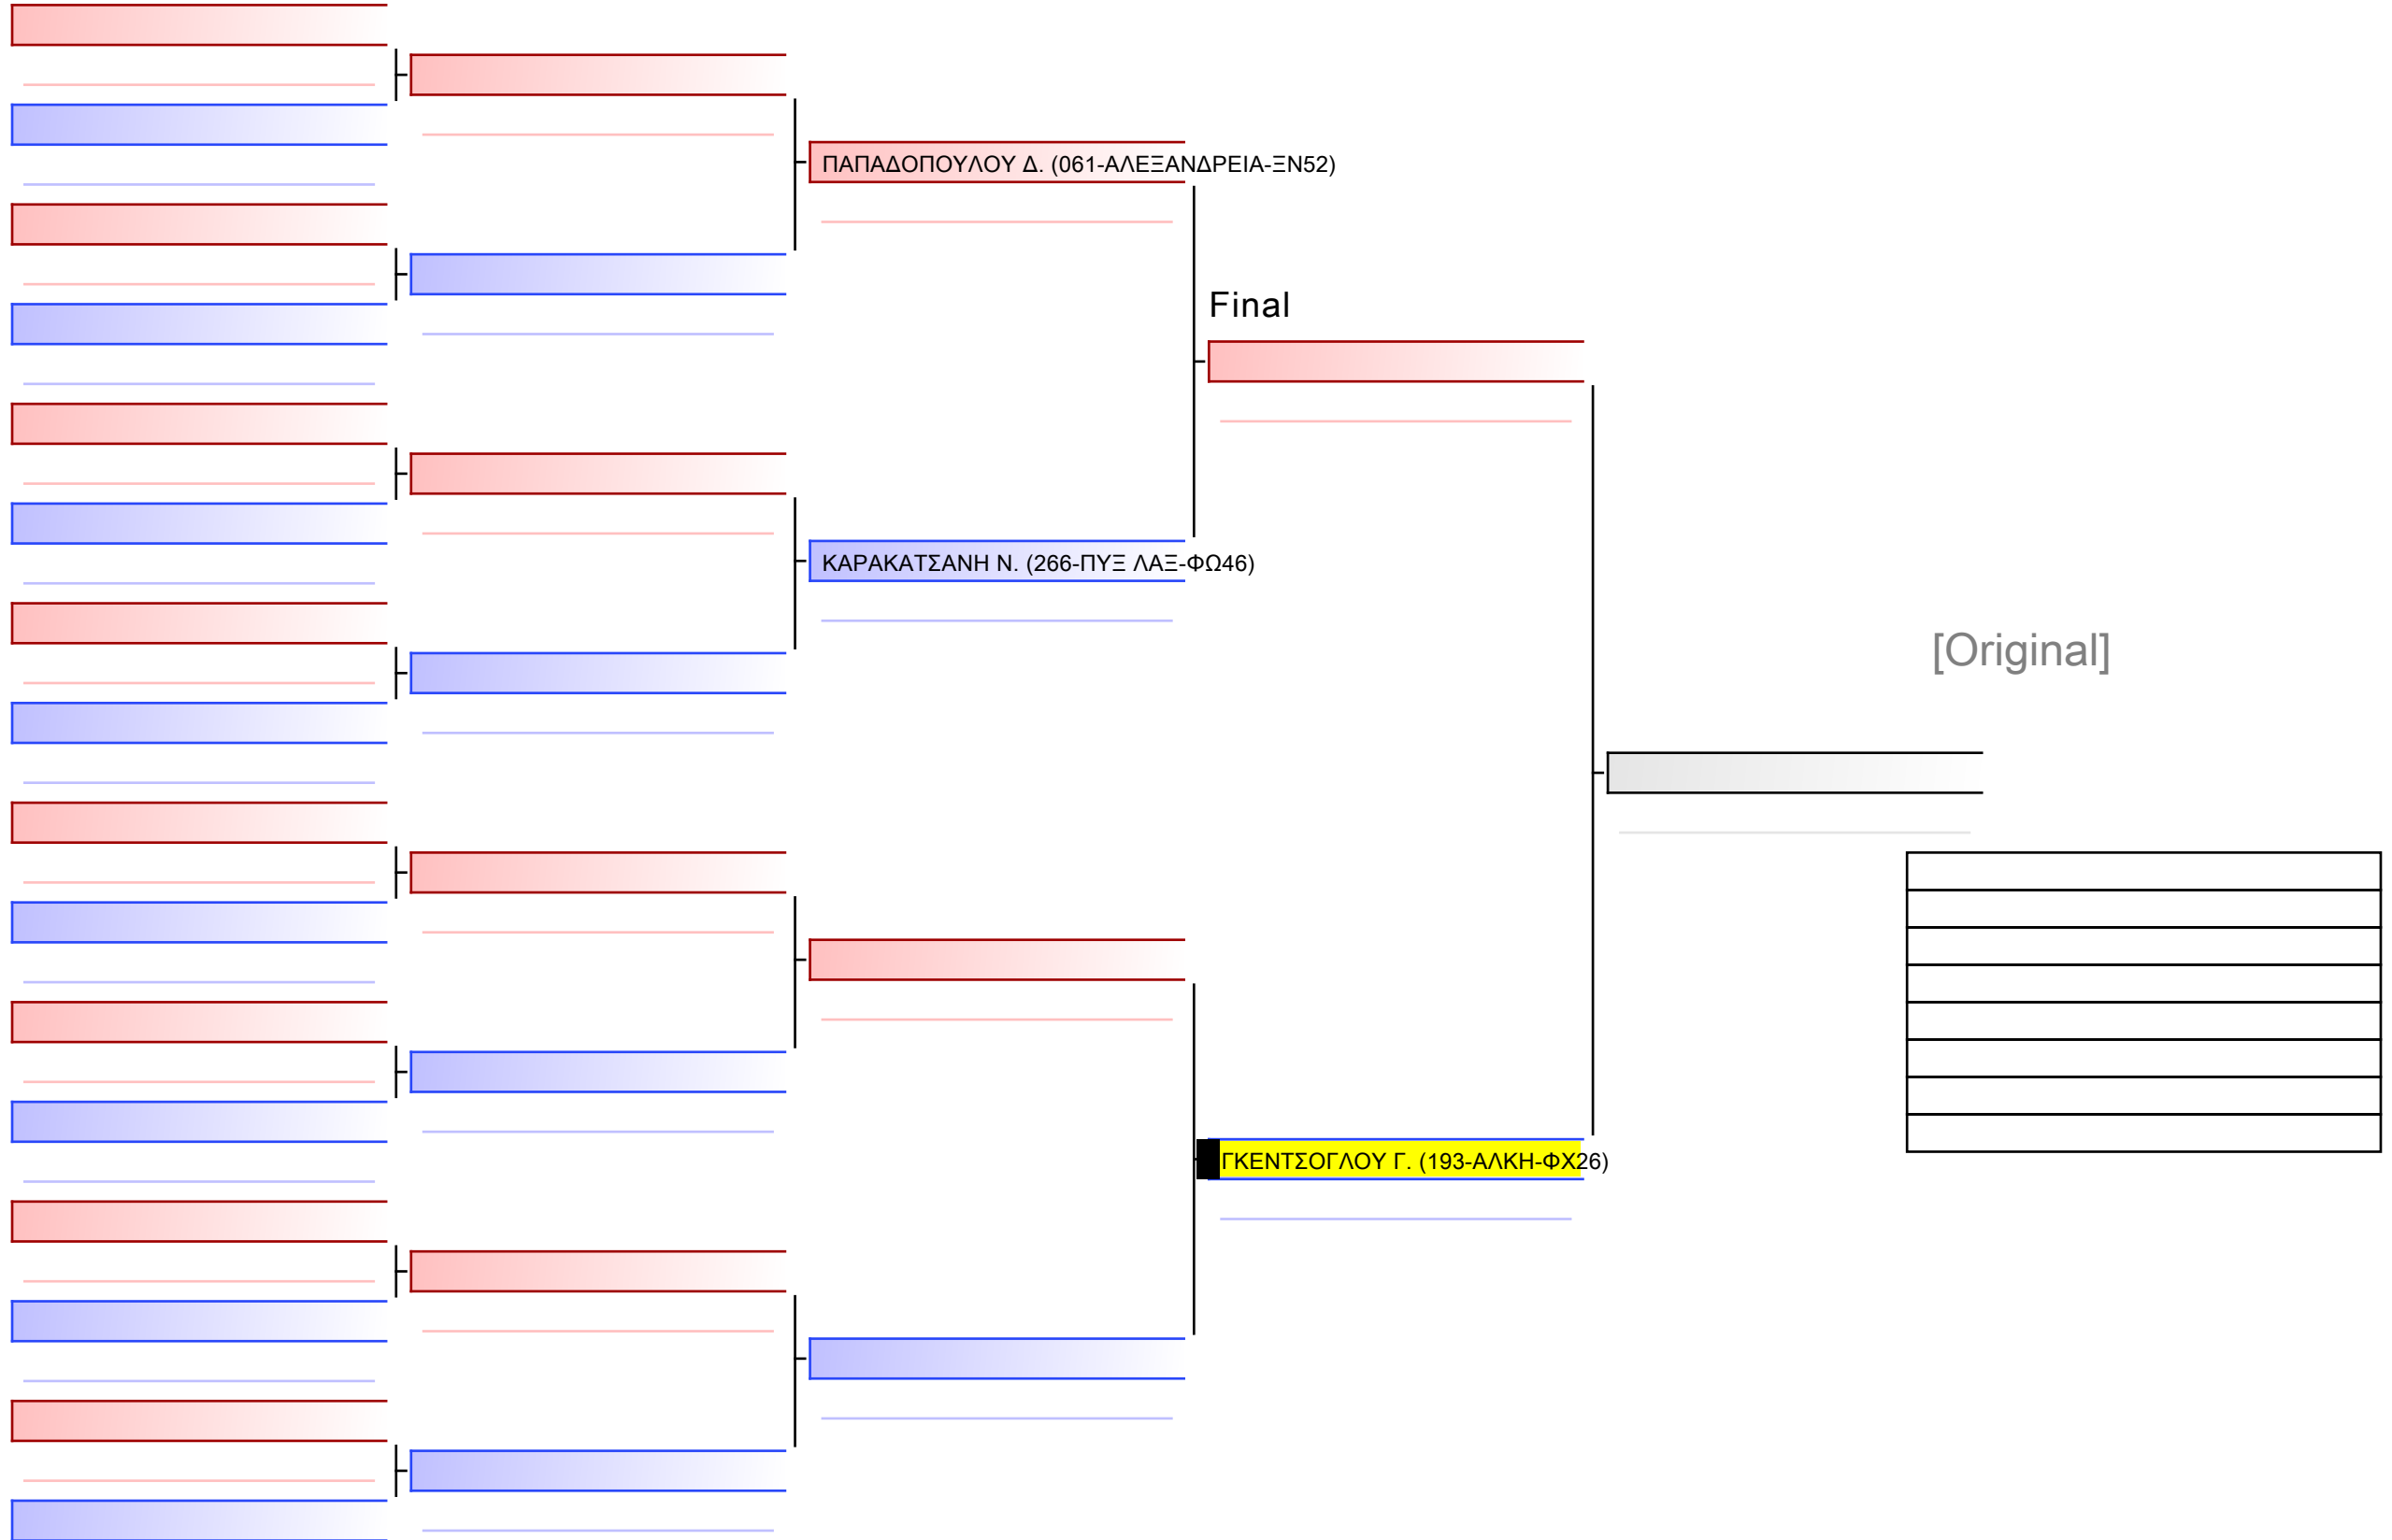 ΠΑΠΑΔΟΠΟΥΛΟΥ Δ. (061-ΑΛΕΞΑΝΔΡΕΙΑ-ΞΝ52)
Final
ΚΑΡΑΚΑΤΣΑΝΗ Ν. (266-ΠΥΞ ΛΑΞ-ΦΩ46)
[Original]
ΓΚΕΝΤΣΟΓΛΟΥ Γ. (193-ΑΛΚΗ-ΦΧ26)